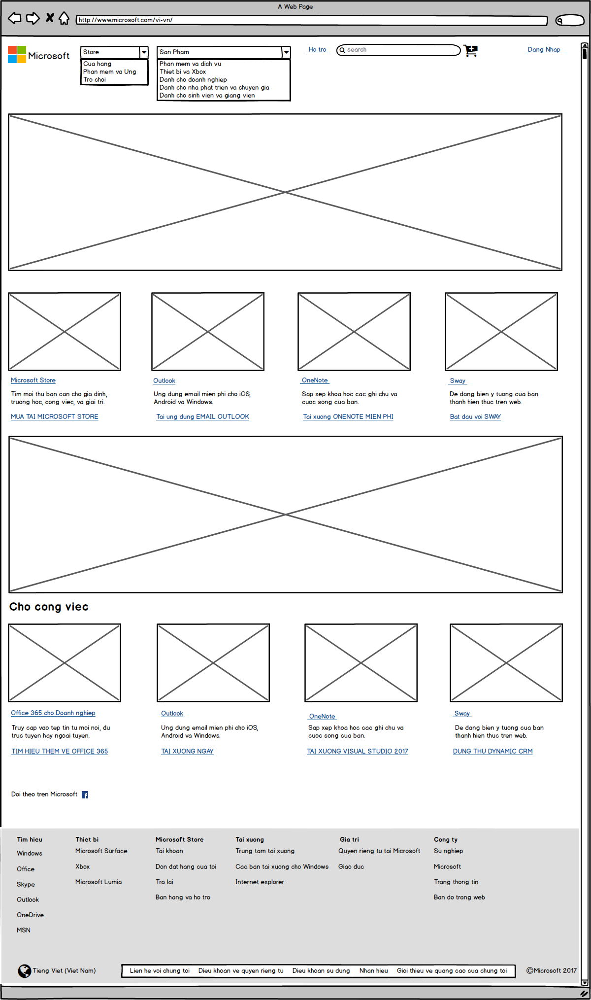 A Web Page
http://www.microsoft.com/vi-vn/
Microsoft
Store
Cua hang
Phan mem va Ung
Tro choi
San Pham
Phan mem va dich vu
Thiet bi va Xbox
Danh cho doanh nghiep
Danh cho nha phat trien va chuyen gia
Danh cho sinh vien va giang vien
Ho tro
search
Dang Nhap
Microsoft Store
Tim moi thu ban can cho gia dinh,
truong hoc, cong viec, va giai tri.
MUA TAI MICROSOFT STORE
Outlook
Ung dung email mien phi cho iOS,
Android va Windows.
Tai ung dung EMAIL OUTLOOK
OneNote
Sap xep khoa hoc cac ghi chu va
cuoc song cua ban.
Tai xuong ONENOTE MIEN PHI
Sway
De dang bien y tuong cua ban
thanh hien thuc tren web.
Bat dau voi SWAY
Cho cong viec
Office 365 cho Doanh nghiep
Truy cap vao tep tin tu moi noi, du
truc tuyen hay ngoai tuyen.
TIM HIEU THEM VE OFFICE 365
Outlook
Ung dung email mien phi cho iOS,
Android va Windows.
TAI XUONG NGAY
OneNote
Sap xep khoa hoc cac ghi chu va
cuoc song cua ban.
TAI XUONG VISUAL STUDIO 2017
Sway
De dang bien y tuong cua ban
thanh hien thuc tren web.
DUNG THU DYNAMIC CRM
Doi theo tren Microsoft
Tim hieu
Windows
Office
Skype
Outlook
OneDrive
MSN
Thiet bi
Microsoft Surface
Xbox
Microsoft Lumia
Microsoft Store
Tai khoan
Don dat hang cua toi
Tra lai
Ban hang va ho tro
Tai xuong
Trung tam tai xuong
Cac ban tai xuong cho Windows
Internet explorer
Gia tri
Quyen rieng tu tai Microsoft
Giao duc
Cong ty
Su nghiep
Microsoft
Trang thong tin
Ban do trang web
Tieng Viet (Viet Nam)
Lien he voi chung toi
Dieu khoan ve quyen rieng tu
Dieu khoan su dung
Nhan hieu
Gioi thieu ve quang cao cua chung toi
©Microsoft 2017